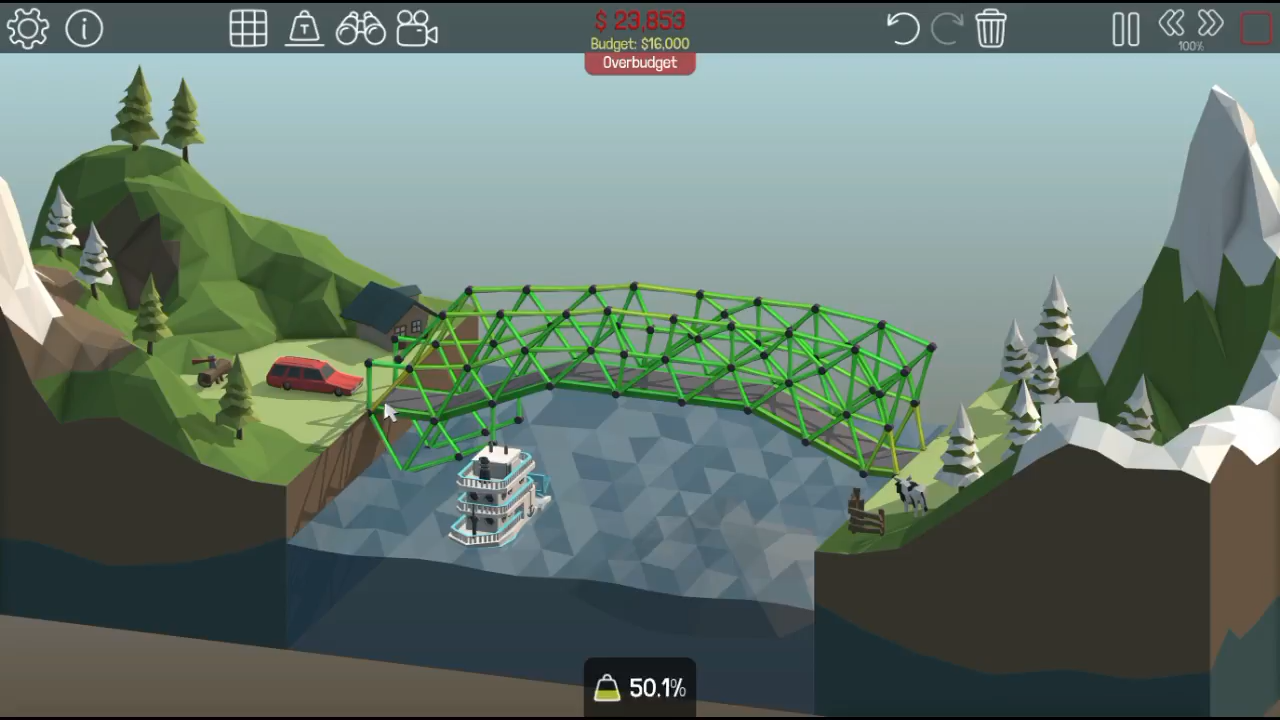 $ 23,853
Budget: $16,000
Overbudget
T
100%
50.1%